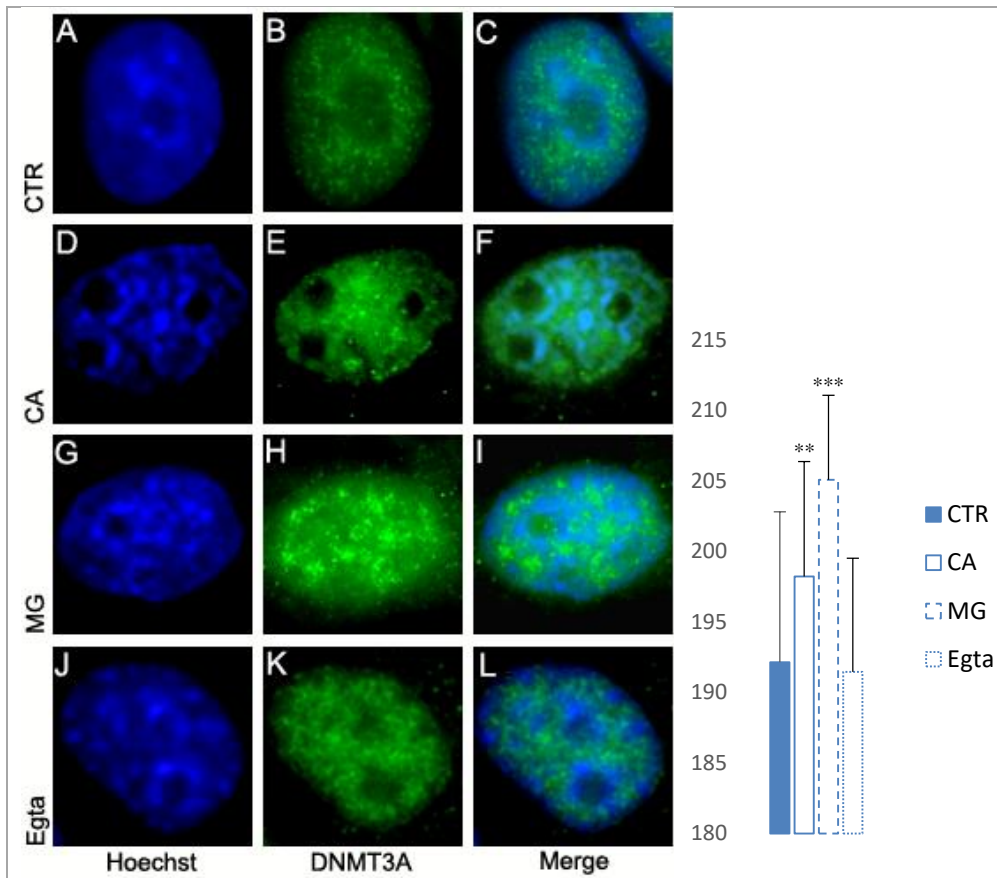 A B C
CTR
D E F
CA
G H I
MG
J K L
Egta
Hoechst DNMT3A Merge
215
210
205
200
195
190
185
180
**
***
CTR
CA
MG
Egta